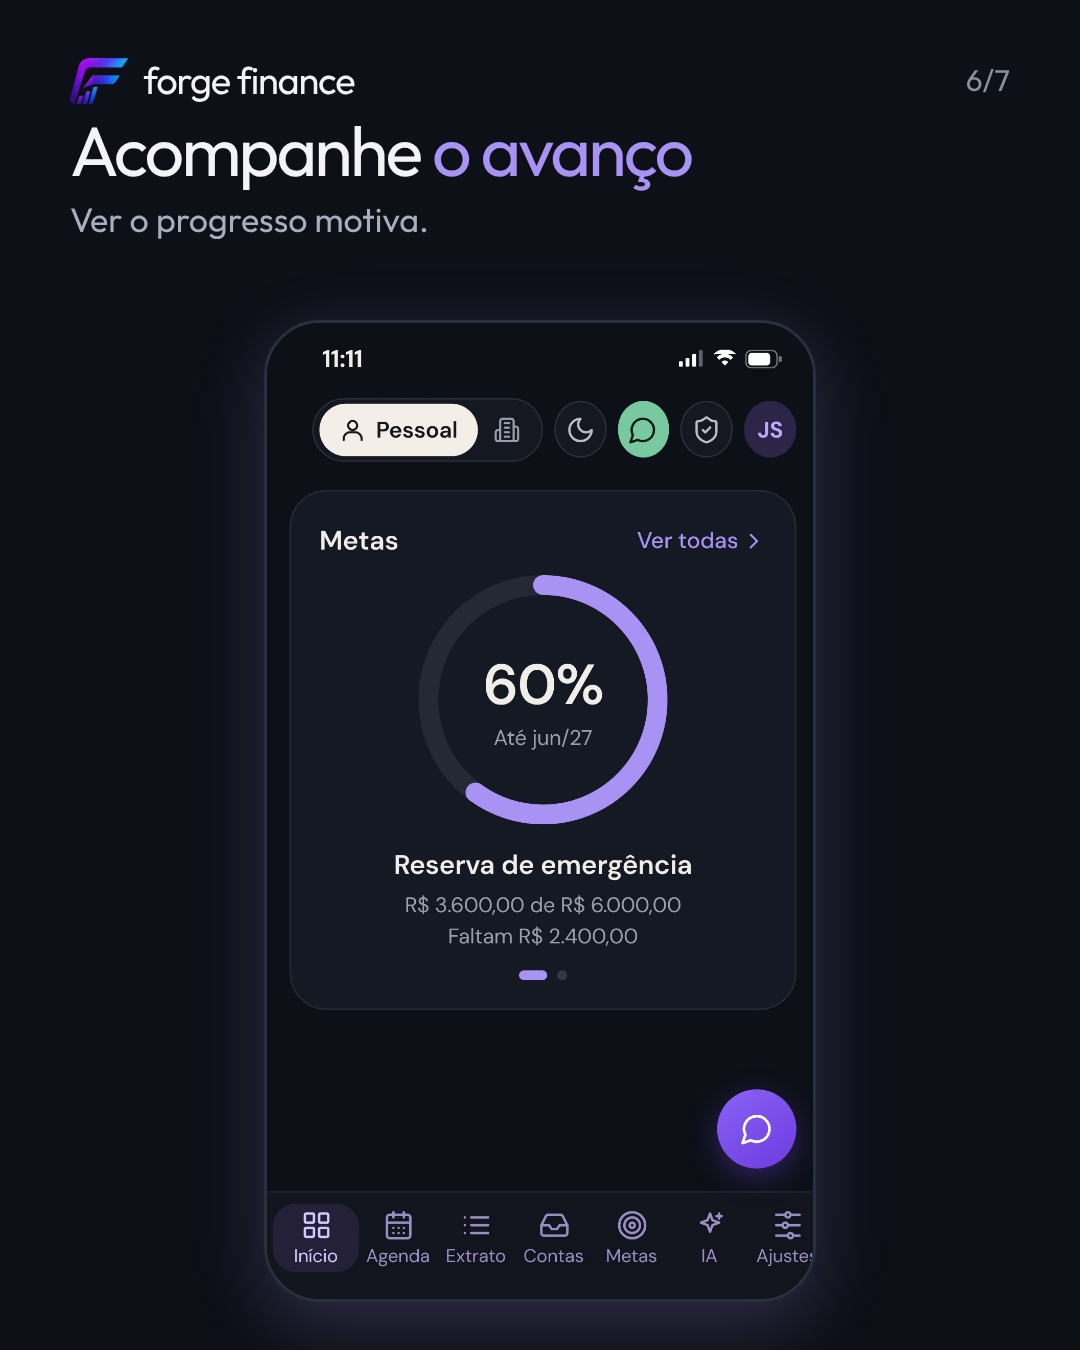 forge finance
6/7
Acompanhe o avanço
Ver o progresso motiva.
11:11
Pessoal
JS
Metas
Ver todas
60%
Até jun/27
Reserva de emergência
R$ 3.600,00 de R$ 6.000,00
Faltam R$ 2.400,00
Início
Agenda
Extrato
Contas
Metas
IA
Ajustes